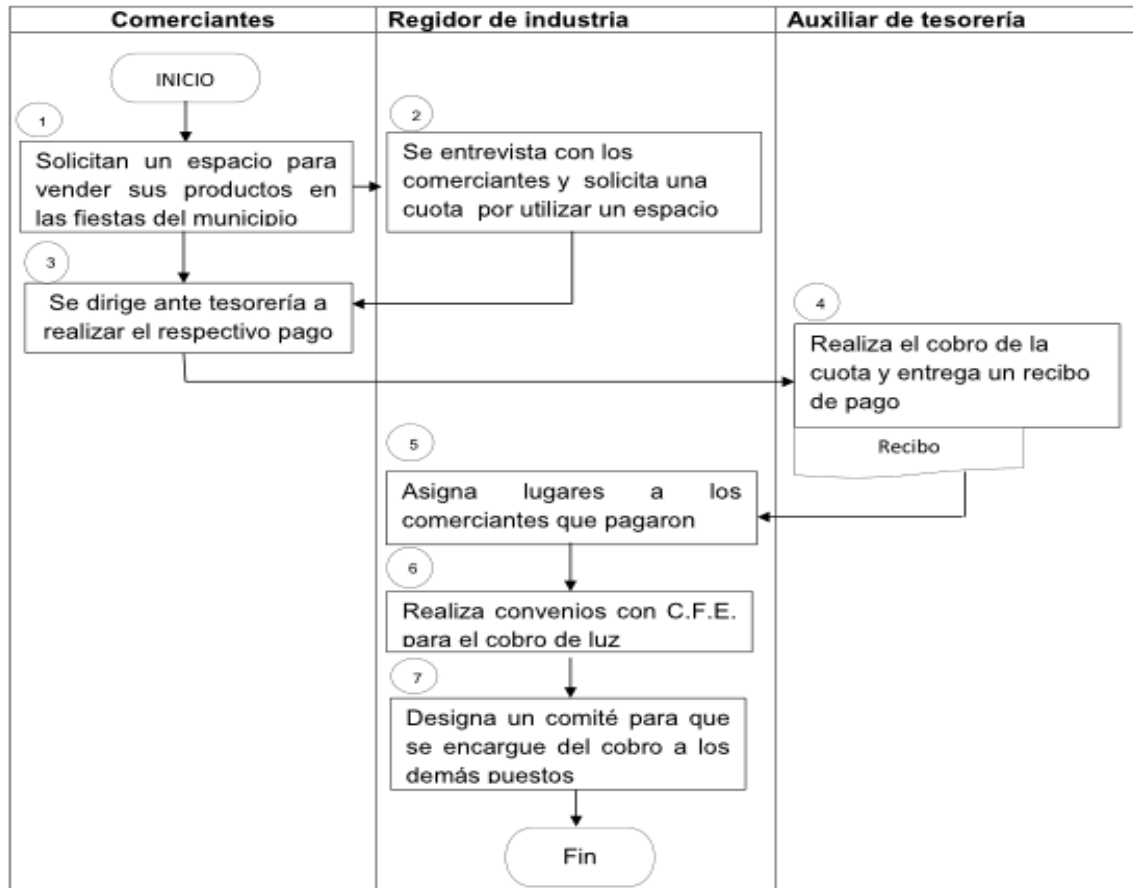 Comerciantes
Regidor de industria
Auxiliar de tesorería
INICIO
1
Solicitan un espacio para
vender sus productos en
las fiestas del municipio
2
Se entrevista con los
comerciantes y solicita una
cuota por utilizar un espacio
3
Se dirige ante tesorería a
realizar el respectivo pago
4
Realiza el cobro de la
cuota y entrega un recibo
de pago
Recibo
5
Asigna lugares a los
comerciantes que pagaron
6
Realiza convenios con C.F.E.
para el cobro de luz
7
Designa un comité para que
se encargue del cobro a los
demás puestos
Fin